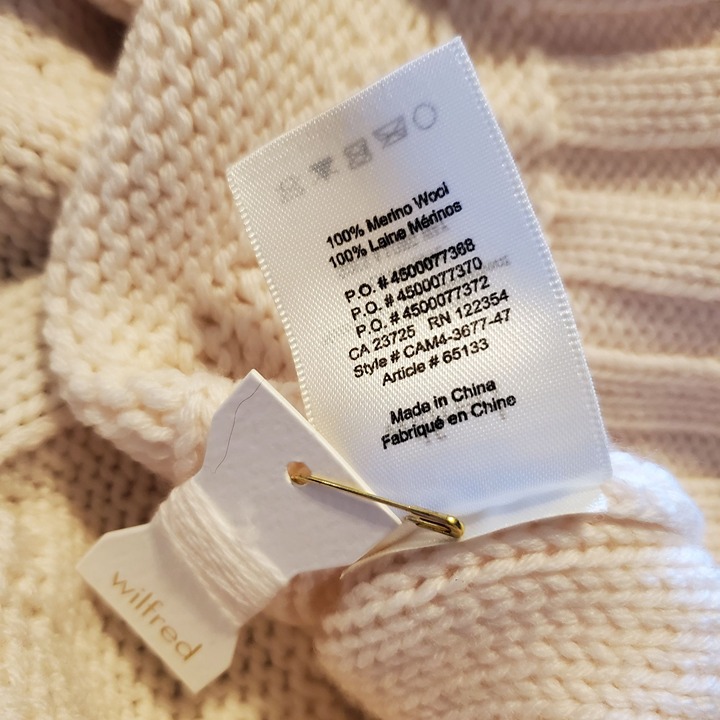 100% Merino Wool
100% Laine Mérinos
P.O. # 4500077368
P.O. # 4500077370
P.O. # 4500077372
CA 23725 RN 122354
Style # CAM4-3677-47
Article # 65133
Made in China
Fabriqué en Chine
wilfred